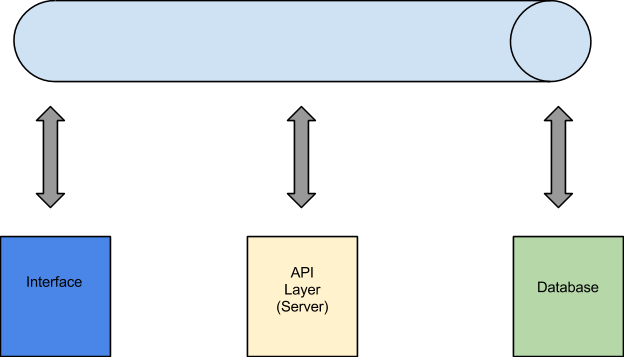 Interface
API
Layer
(Server)
Database